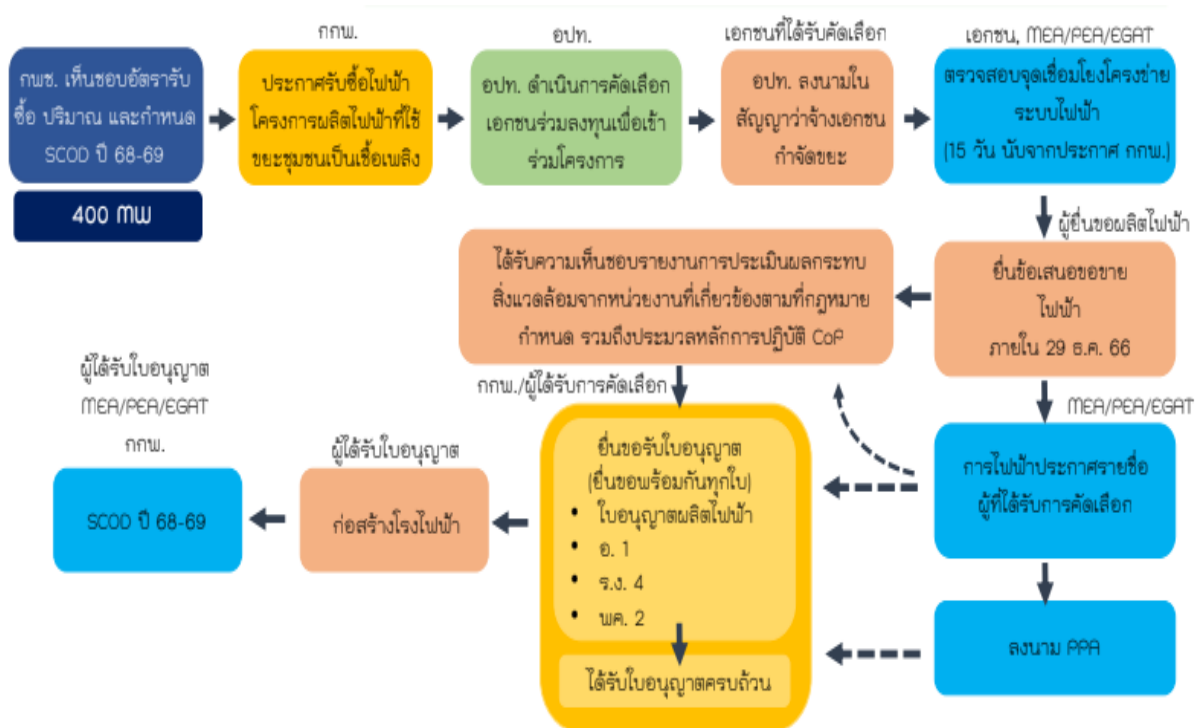 กพช. เห็นชอบอัตรารับ
ซื้อ ปริมาณ และกำหนด
SCOD ปี 68-69
400 MW
กกพ.
ประกาศรับซื้อไฟฟ้า
โครงการผลิตไฟฟ้าที่ใช้
ขยะชุมชนเป็นเชื้อเพลิง
อปท.
อปท. ดำเนินการคัดเลือก
เอกชนร่วมลงทุนเพื่อเข้า
ร่วมโครงการ
เอกชนที่ได้รับคัดเลือก
อปท. ลงนามใน
สัญญาว่าจ้างเอกชน
กำจัดขยะ
เอกชน, MEA/PEA/EGAT
ตรวจสอบจุดเชื่อมโยงโครงข่าย
ระบบไฟฟ้า
(15 วัน นับจากประกาศ กกพ.)
ผู้ยื่นขอผลิตไฟฟ้า
ยื่นข้อเสนอขอขาย
ไฟฟ้า
ภายใน 29 ธ.ค. 66
ได้รับความเห็นชอบรายงานการประเมินผลกระทบ
สิ่งแวดล้อมจากหน่วยงานที่เกี่ยวข้องตามที่กฎหมาย
กำหนด รวมถึงประมวลหลักการปฏิบัติ CoP
MEA/PEA/EGAT
การไฟฟ้าประกาศรายชื่อ
ผู้ที่ได้รับการคัดเลือก
ลงนาม PPA
กกพ./ผู้ได้รับการคัดเลือก
ยื่นขอรับใบอนุญาต
(ยื่นขอพร้อมกันทุกใบ)
• ใบอนุญาตผลิตไฟฟ้า
• อ. 1
• ร.ง. 4
• พค. 2
ได้รับใบอนุญาตครบถ้วน
ผู้ได้รับใบอนุญาต
ก่อสร้างโรงไฟฟ้า
ผู้ได้รับใบอนุญาต
MEA/PEA/EGAT
กกพ.
SCOD ปี 68-69